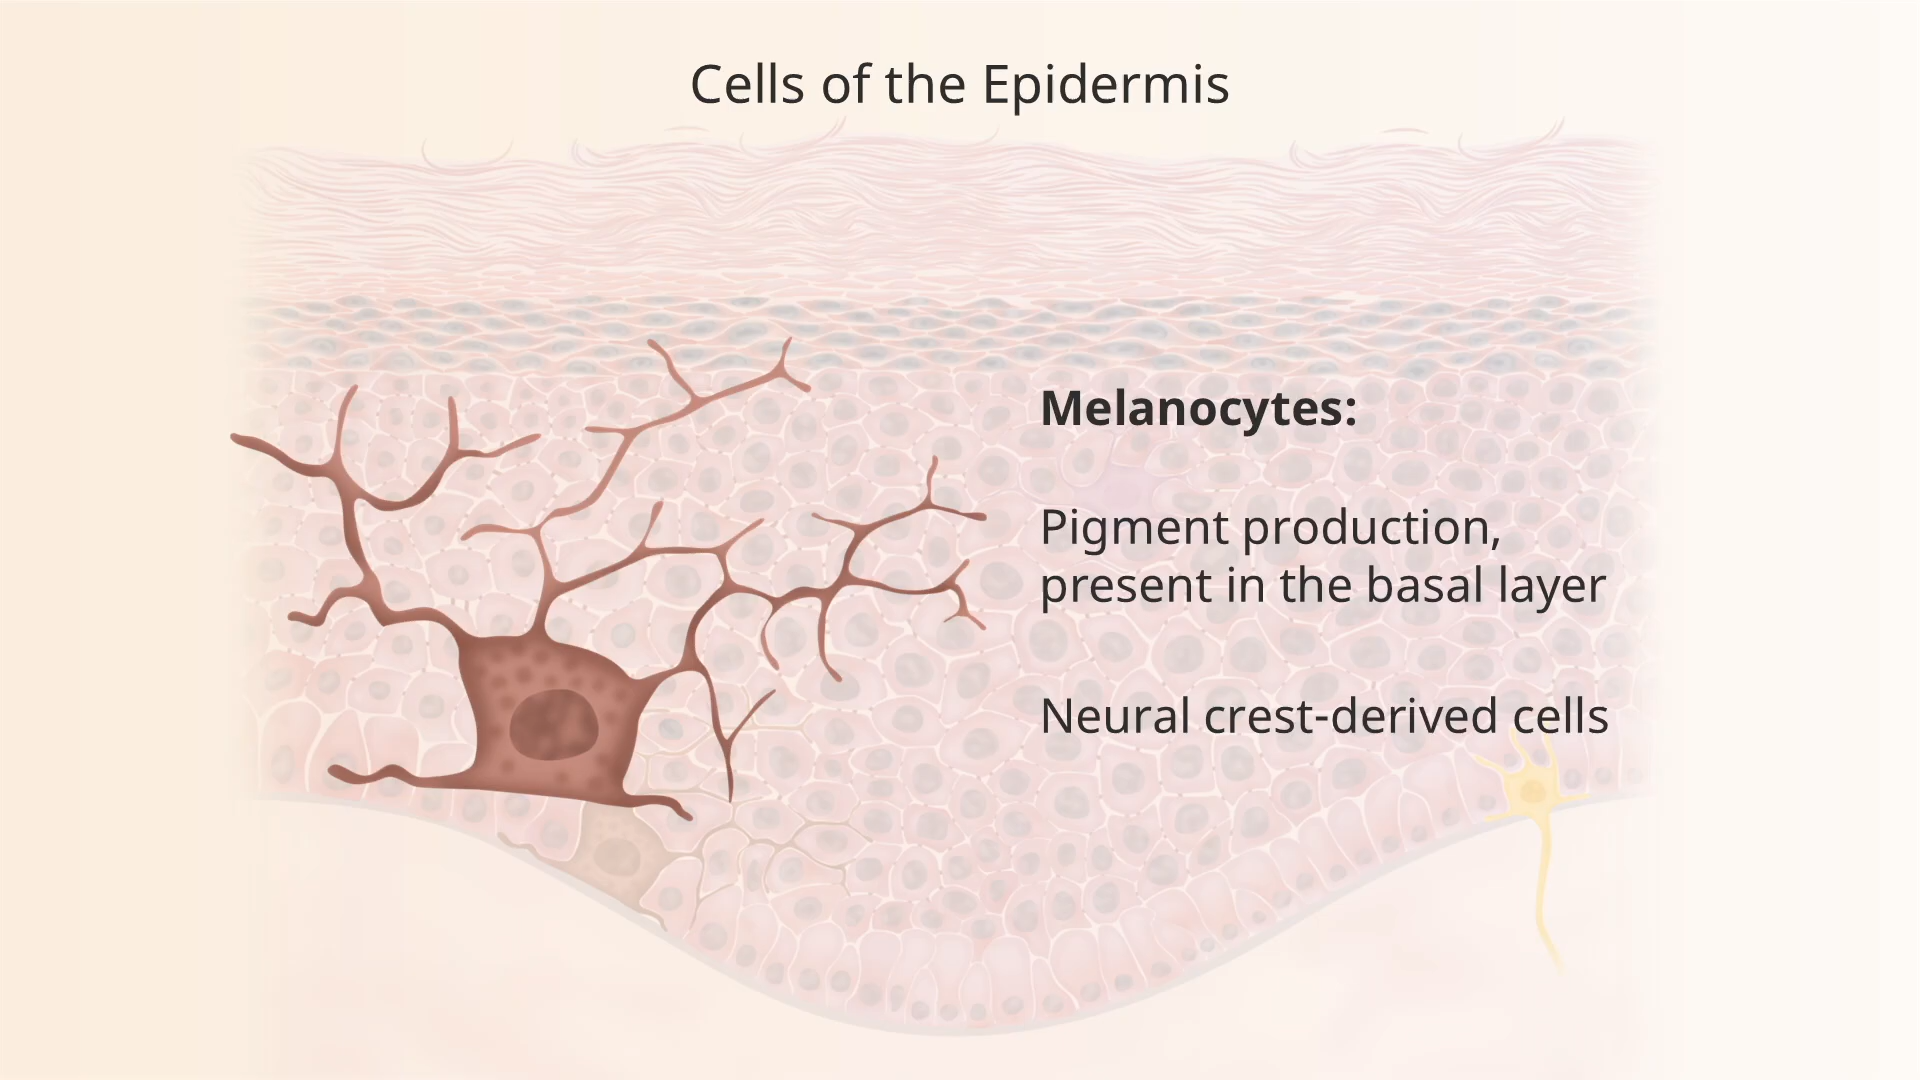 Cells of the Epidermis
Melanocytes:
Pigment production,
present in the basal layer
Neural crest-derived cells